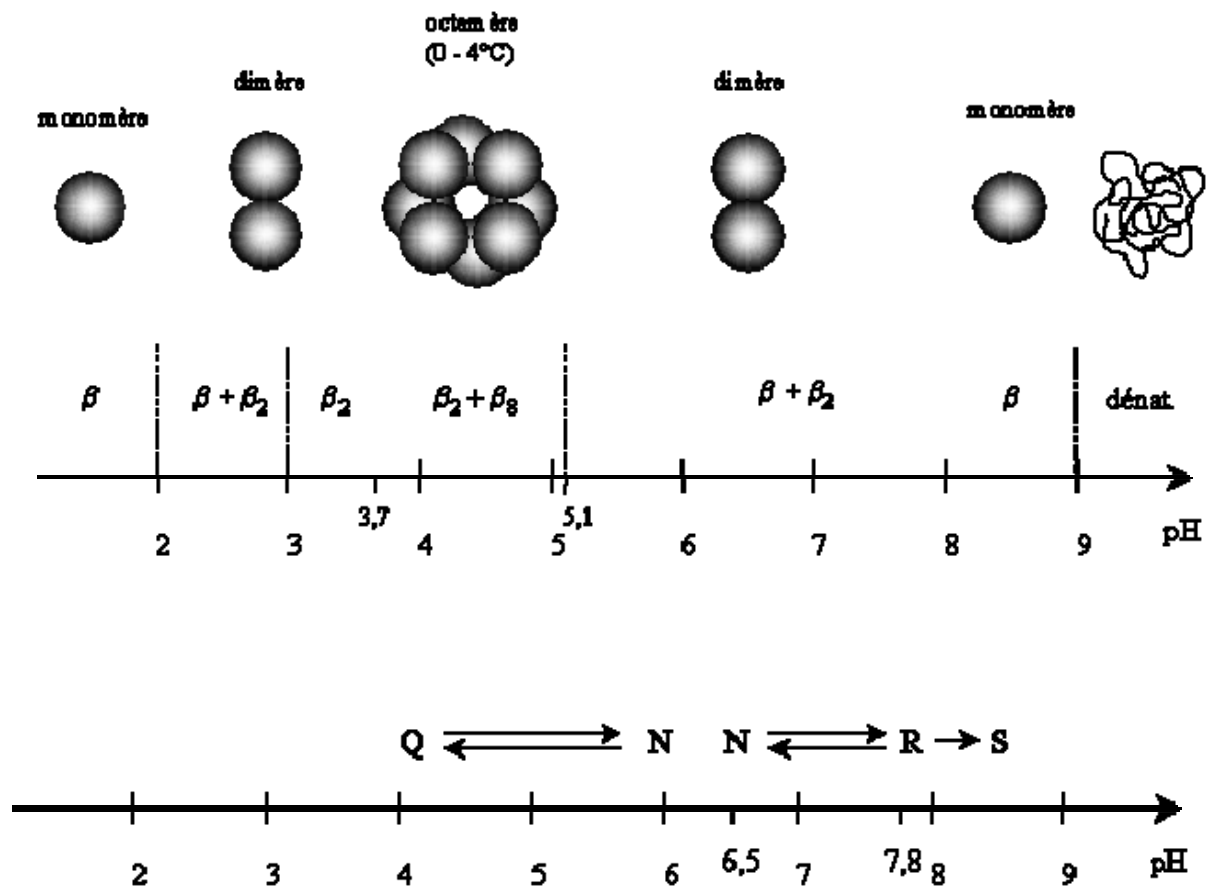 octamère
(0 - 4°C)
dimère
dimère
monomère
monomère
β
β + β₂
β₂
β₂ + β₈
β + β₂
β
dénat.
3,7
5,1
2
3
4
5
6
7
8
9
pH
Q
N
N
R
S
6,5
7,8
2
3
4
5
6
7
8
9
pH